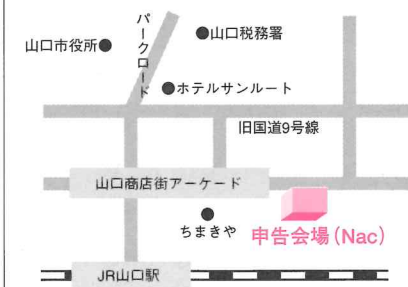 パークロード
●山口税務署
山口市役所●
●ホテルサンルート
旧国道9号線
山口商店街アーケード
ちまきや
申告会場(Nac)
JR山口駅